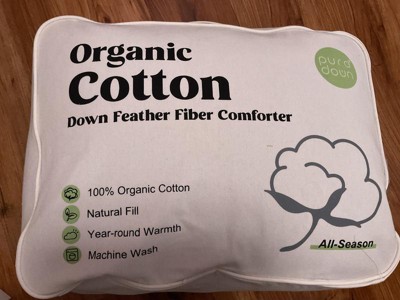 Organic
Cotton
Down Feather Fiber Comforter
pure
down
100% Organic Cotton
Natural Fill
Year-round Warmth
Machine Wash
All-Season